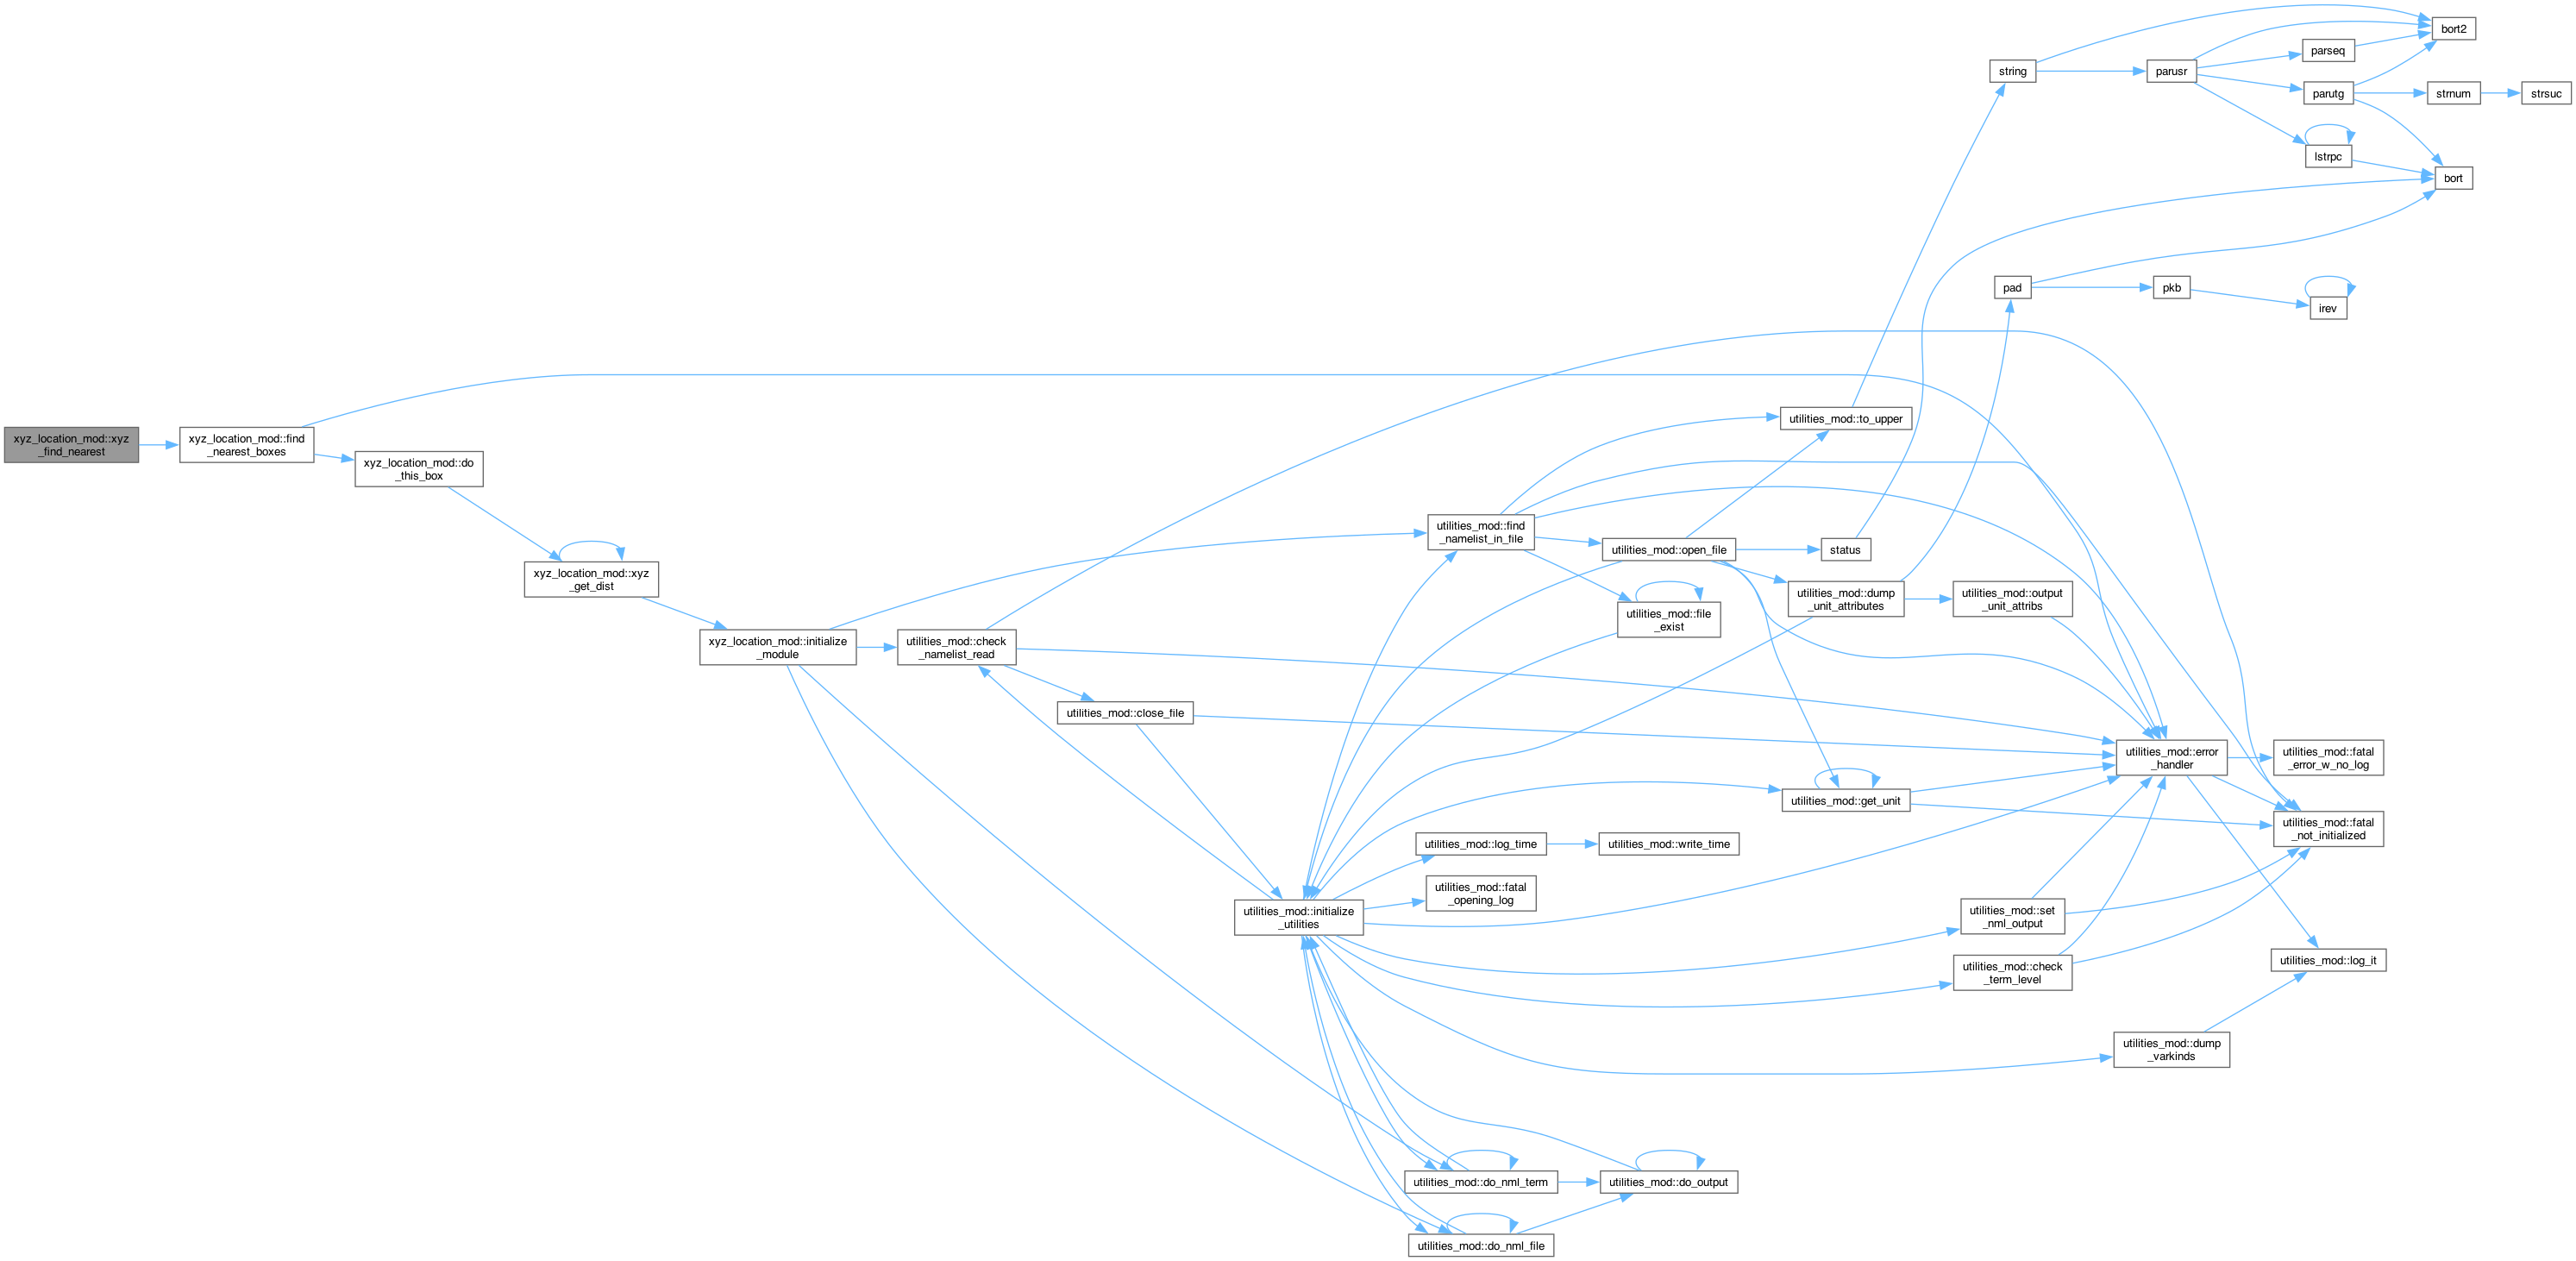 bort2
parseq
string
parusr
parutg
strnum
strsuc
lstrpc
bort
pad
pkb
irev
utilities_mod::to_upper
xyz_location_mod::xyz
_find_nearest
xyz_location_mod::find
_nearest_boxes
xyz_location_mod::do
_this_box
utilities_mod::find
_namelist_in_file
utilities_mod::open_file
status
xyz_location_mod::xyz
_get_dist
utilities_mod::dump
_unit_attributes
utilities_mod::output
_unit_attribs
utilities_mod::file
_exist
xyz_location_mod::initialize
_module
utilities_mod::check
_namelist_read
utilities_mod::close_file
utilities_mod::error
_handler
utilities_mod::fatal
_error_w_no_log
utilities_mod::get_unit
utilities_mod::fatal
_not_initialized
utilities_mod::log_time
utilities_mod::write_time
utilities_mod::fatal
_opening_log
utilities_mod::initialize
_utilities
utilities_mod::set
_nml_output
utilities_mod::log_it
utilities_mod::check
_term_level
utilities_mod::dump
_varkinds
utilities_mod::do_nml_term
utilities_mod::do_output
utilities_mod::do_nml_file